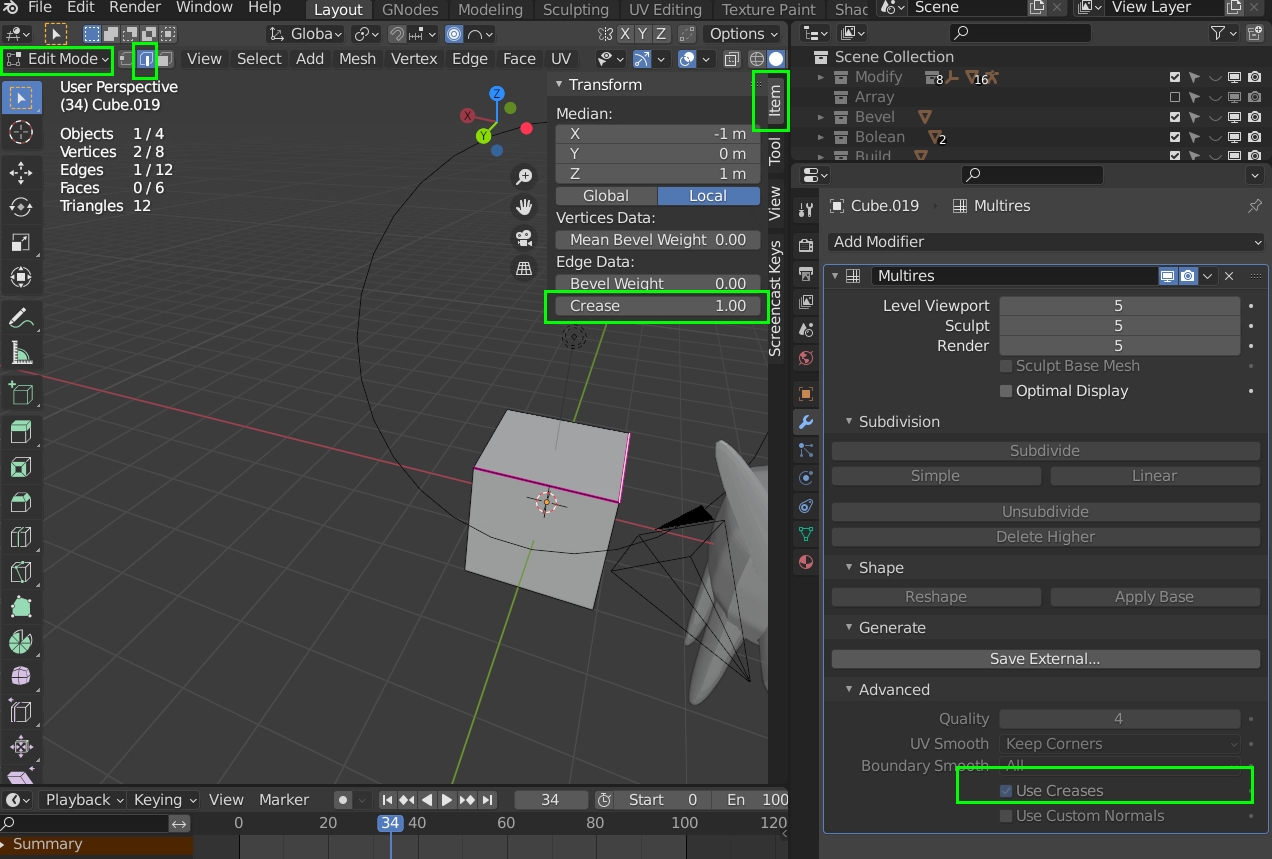 File Edit Render Window Help Layout GNodes Modeling Sculpting UV Editing Texture Paint Shac Scene View Layer
Globa X Y Z Options
Edit Mode View Select Add Mesh Vertex Edge Face UV
User Perspective
(34) Cube.019
Objects 1 / 4
Vertices 2 / 8
Edges 1 / 12
Faces 0 / 6
Triangles 12
X Y Z
Transform
Median:
X -1 m
Y 0 m
Z 1 m
Global Local
Vertices Data:
Mean Bevel Weight 0.00
Edge Data:
Bevel Weight 0.00
Crease 1.00
Item
Tool
View
Screencast Keys
Scene Collection
Modify 8 16
Array
Bevel
Bolean 2
Build
Cube.019 Multires
Add Modifier
Multires
Level Viewport 5
Sculpt 5
Render 5
Sculpt Base Mesh
Optimal Display
Subdivision
Subdivide
Simple Linear
Unsubdivide
Delete Higher
Shape
Reshape Apply Base
Generate
Save External...
Advanced
Quality 4
UV Smooth Keep Corners
Boundary Smooth All
Use Creases
Use Custom Normals
Playback Keying View Marker 34 Start 0 En 100
0 20 34 40 60 80 100 120
Summary